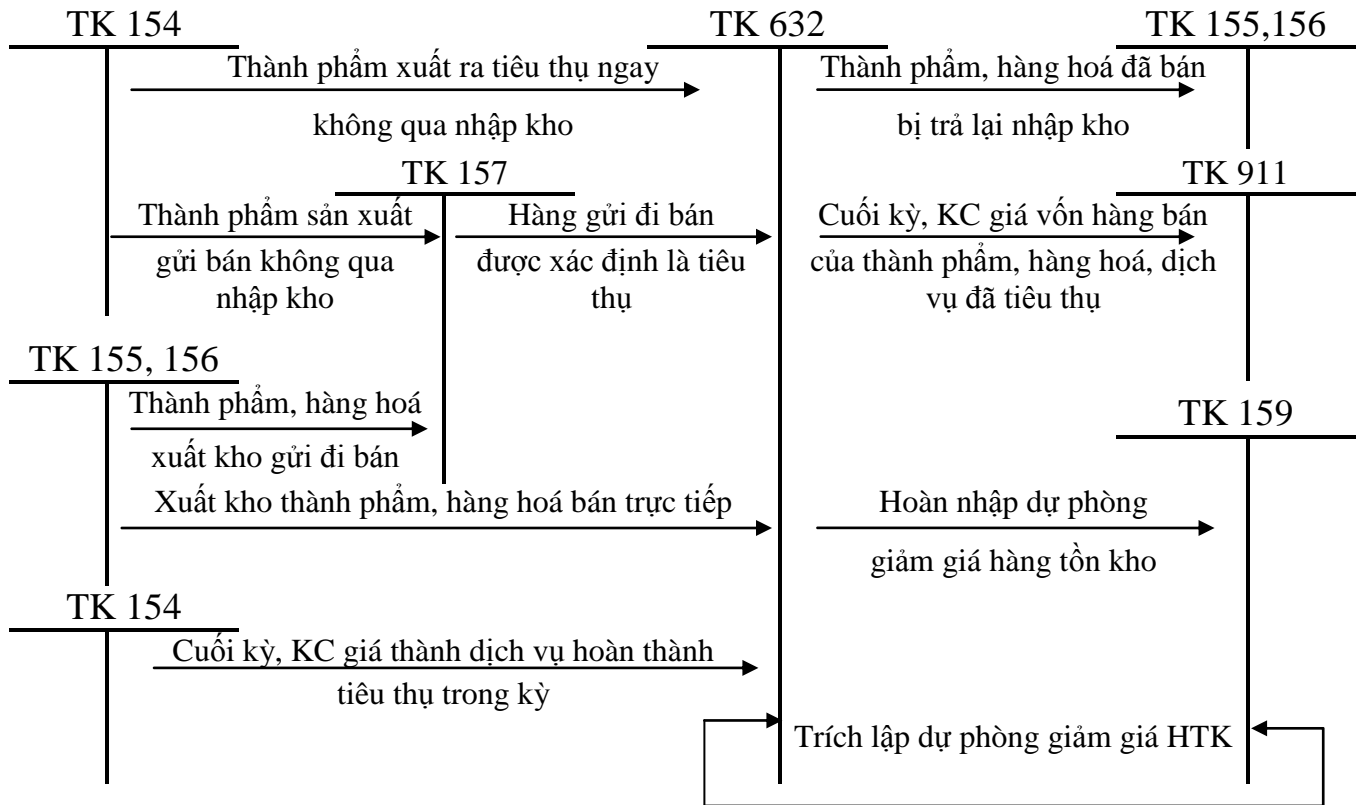 TK 154
TK 632
TK 155,156
Thành phẩm xuất ra tiêu thụ ngay
không qua nhập kho
Thành phẩm, hàng hoá đã bán
bị trả lại nhập kho
TK 157
TK 911
Thành phẩm sản xuất
gửi bán không qua
nhập kho
Hàng gửi đi bán
được xác định là tiêu
thụ
Cuối kỳ, KC giá vốn hàng bán
của thành phẩm, hàng hoá, dịch
vụ đã tiêu thụ
TK 155, 156
Thành phẩm, hàng hoá
xuất kho gửi đi bán
TK 159
Xuất kho thành phẩm, hàng hoá bán trực tiếp
Hoàn nhập dự phòng
giảm giá hàng tồn kho
TK 154
Cuối kỳ, KC giá thành dịch vụ hoàn thành
tiêu thụ trong kỳ
Trích lập dự phòng giảm giá HTK